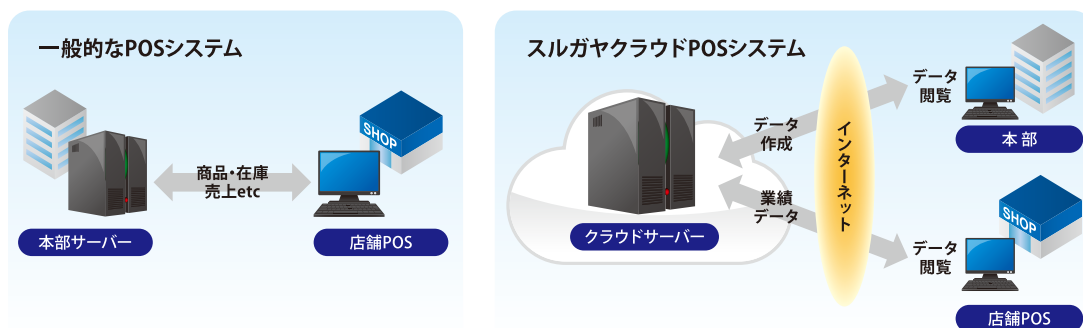 一般的なPOSシステム
SHOP
商品・在庫
売上etc
本部サーバー
店舗POS
スルガヤクラウドPOSシステム
データ
閲覧
本部
データ
作成
インターネット
業績
データ
クラウドサーバー
SHOP
データ
閲覧
店舗POS